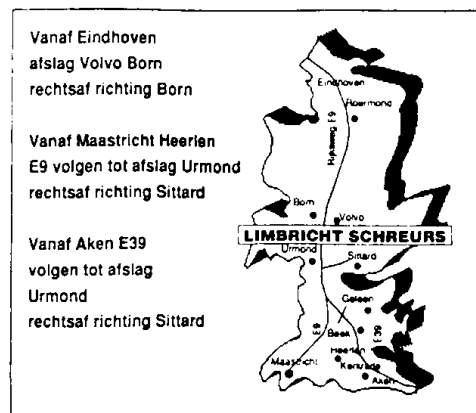 Vanaf Eindhoven
afslag Volvo Born
rechtsaf richting Born
Vanaf Maastricht Heerlen
E9 volgen tot afslag Urmond
rechtsaf richting Sittard
Vanaf Aken E39
volgen tot afslag
Urmond
rechtsaf richting Sittard
Eindhoven
Roermond
Rijksweg E9
Born
Volvo
LIMBRICHT SCHREURS
Urmond
Sittard
Geleen
E9
Beek
E39
Heerlen
Maastricht
Kerkrade
Aken